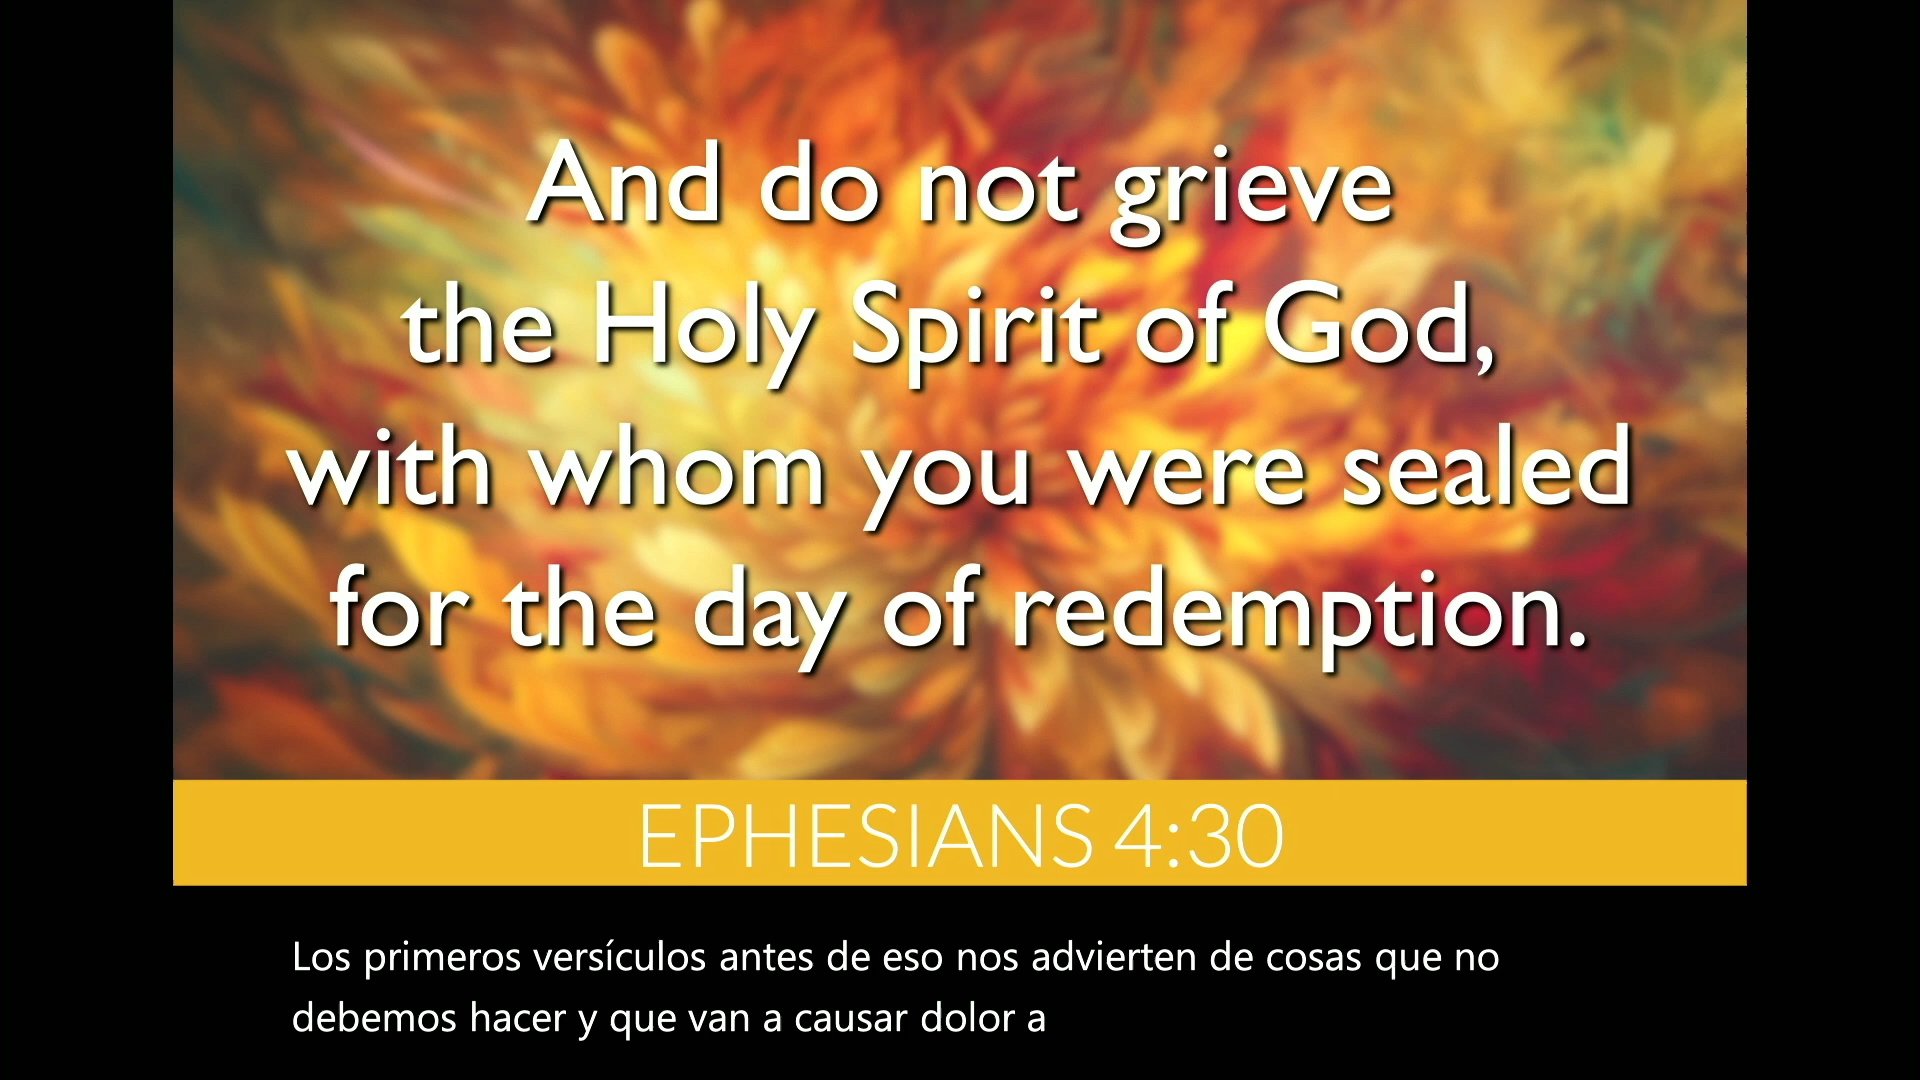 And do not grieve
the Holy Spirit of God,
with whom you were sealed
for the day of redemption.
EPHESIANS 4:30
Los primeros versículos antes de eso nos advierten de cosas que no
debemos hacer y que van a causar dolor a